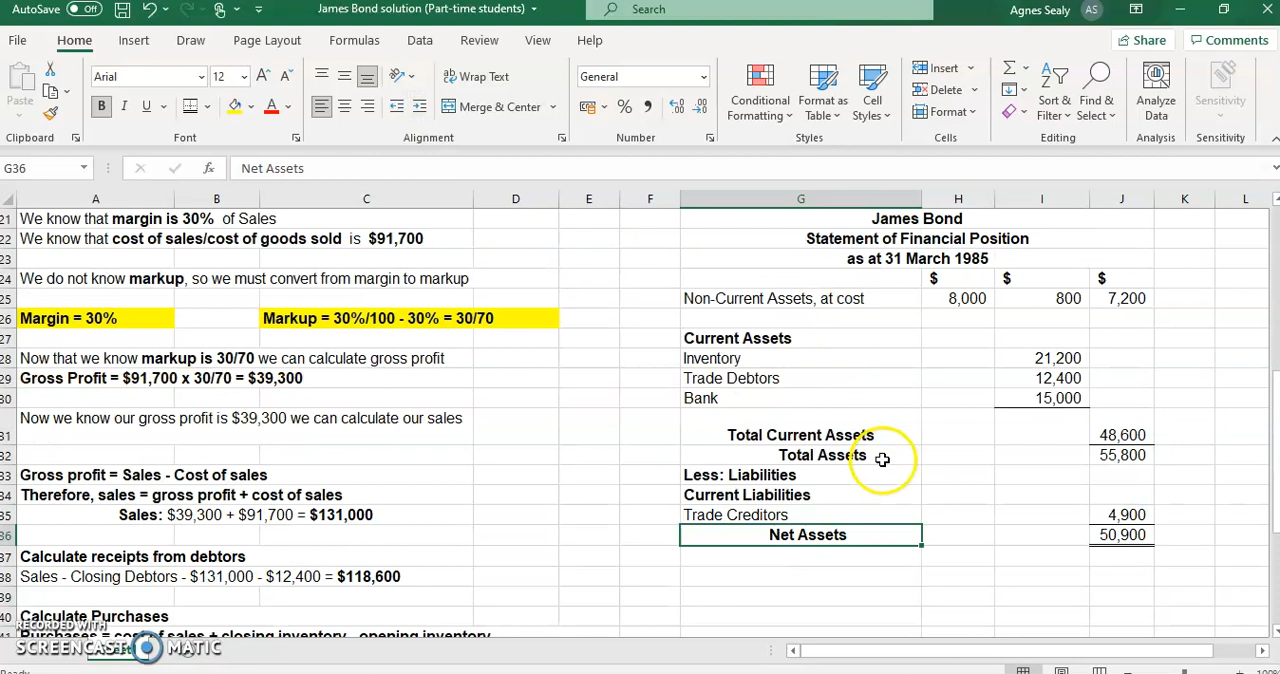 AutoSave Off James Bond solution (Part-time students) Search Agnes Sealy AS
File Home Insert Draw Page Layout Formulas Data Review View Help Share Comments
Paste Arial 12 Wrap Text General Insert
Merge & Center Conditional Formatting Format as Table Cell Styles Delete Sort & Filter Find & Select Analyze Data Sensitivity
Format
Clipboard Font Alignment Number Styles Cells Editing Analysis Sensitivity
G36 fx Net Assets
A B C D E F G H I J K L
21 We know that margin is 30% of Sales James Bond
22 We know that cost of sales/cost of goods sold is $91,700 Statement of Financial Position
23 as at 31 March 1985
24 We do not know markup, so we must convert from margin to markup $ $ $
25 Non-Current Assets, at cost 8,000 800 7,200
26 Margin = 30% Markup = 30%/100 - 30% = 30/70
27 Current Assets
28 Now that we know markup is 30/70 we can calculate gross profit Inventory 21,200
29 Gross Profit = $91,700 x 30/70 = $39,300 Trade Debtors 12,400
30 Bank 15,000
Now we know our gross profit is $39,300 we can calculate our sales
31 Total Current Assets 48,600
32 Total Assets 55,800
33 Gross profit = Sales - Cost of sales Less: Liabilities
34 Therefore, sales = gross profit + cost of sales Current Liabilities
35 Sales: $39,300 + $91,700 = $131,000 Trade Creditors 4,900
36 Net Assets 50,900
37 Calculate receipts from debtors
38 Sales - Closing Debtors - $131,000 - $12,400 = $118,600
39
40 Calculate Purchases
41 Purchases = cost of sales + closing inventory - opening inventory
RECORDED WITH
SCREENCAST MATIC
Ready 100%